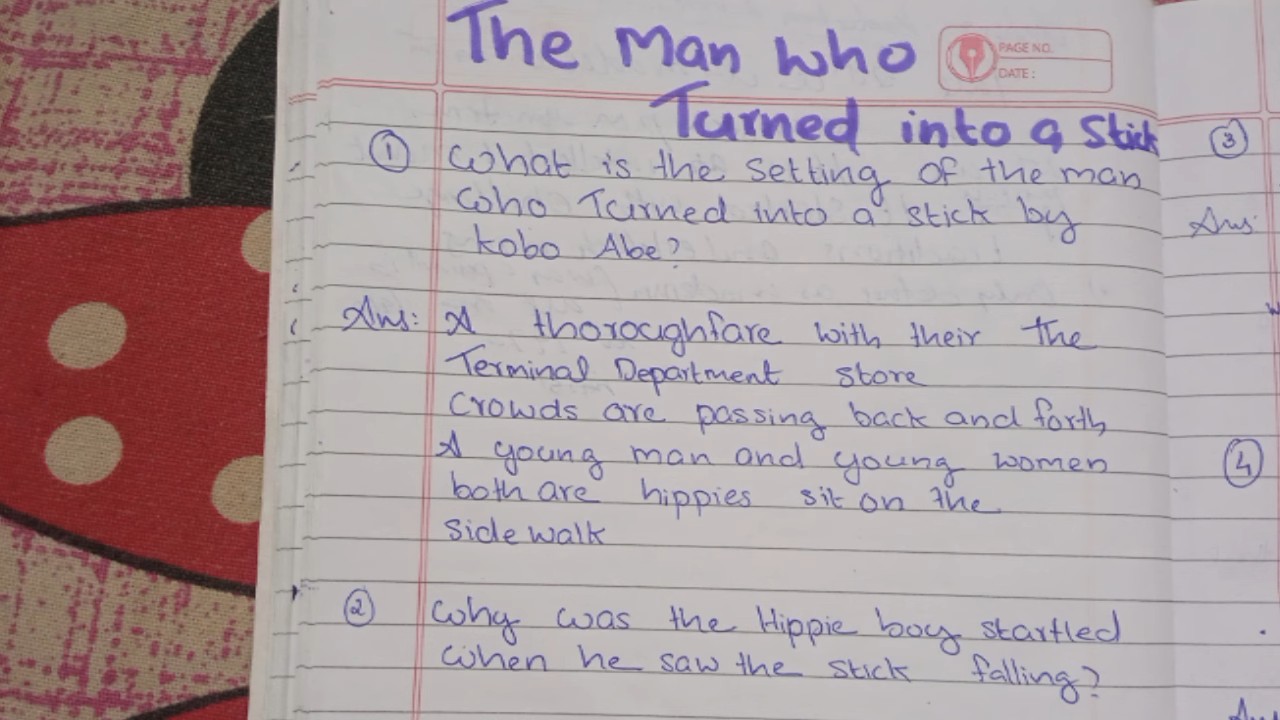 The Man Who
PAGE NO.
DATE:
Turned into a Stick
① What is the setting of the man
who Turned into a stick by
Kobo Abe?
Ans: A thoroughfare with their the
Terminal Department store
Crowds are passing back and forth
A young man and young women
both are hippies sit on the
side walk
② Why was the Hippie boy startled
when he saw the stick falling?
③
Ans:
④